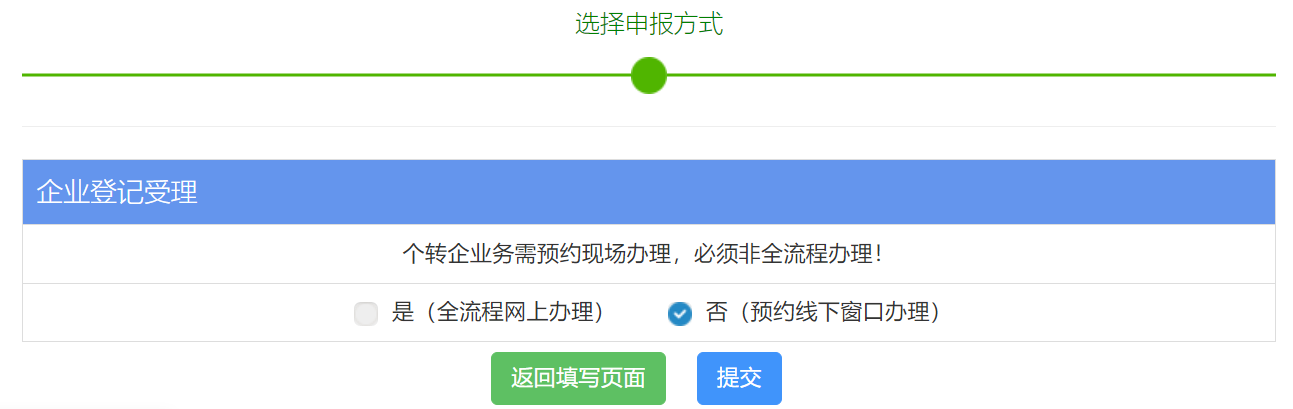 选择申报方式
企业登记受理
个转企业务需预约现场办理，必须非全流程办理！
是（全流程网上办理） 否（预约线下窗口办理）
返回填写页面 提交